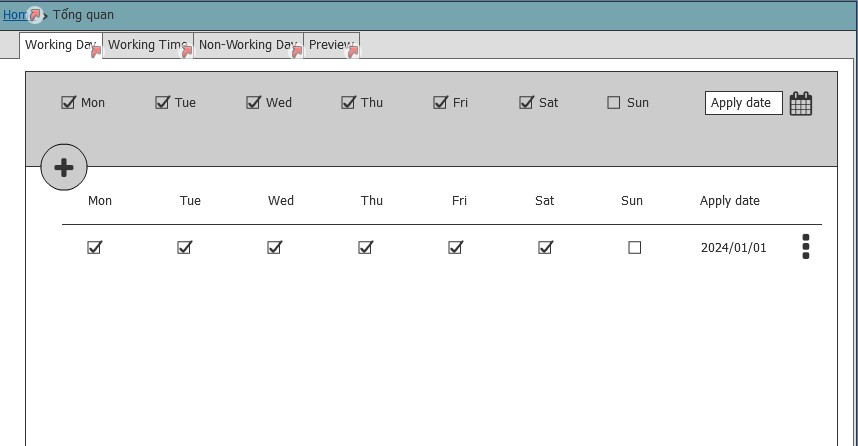 Home > Tổng quan
Working Day Working Time Non-Working Day Preview
Mon Tue Wed Thu Fri Sat Sun Apply date
Mon Tue Wed Thu Fri Sat Sun Apply date
2024/01/01